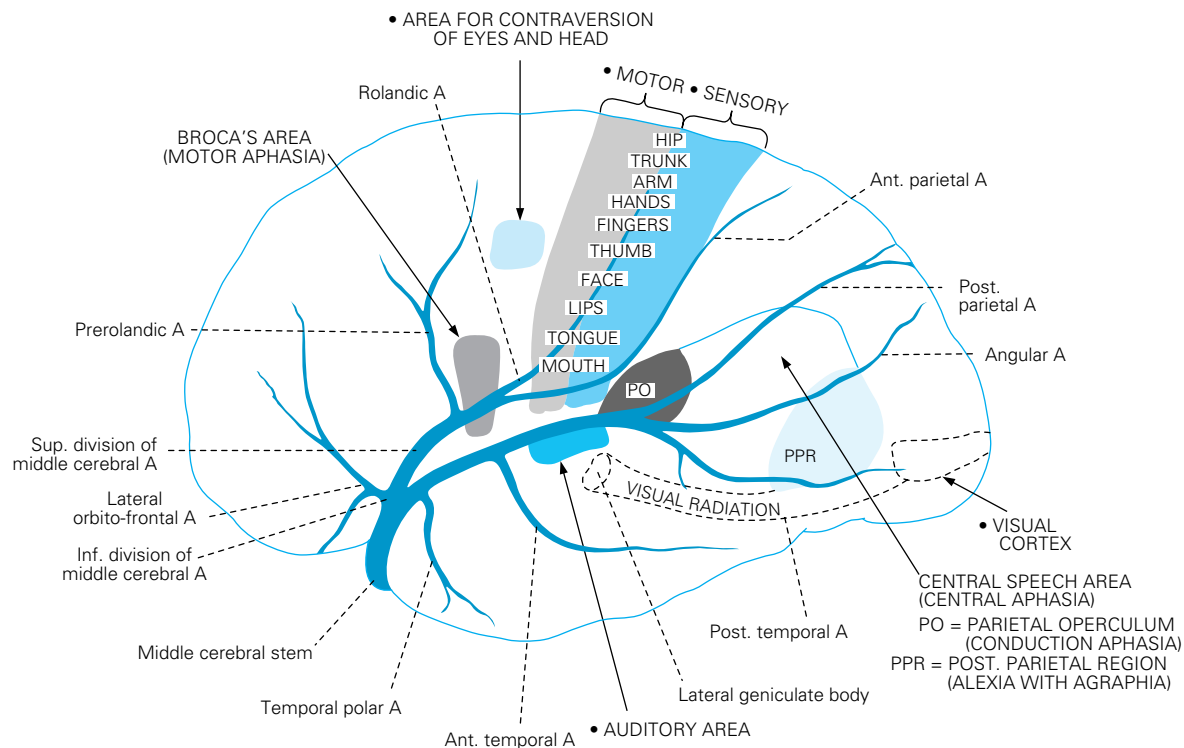 • AREA FOR CONTRAVERSION
OF EYES AND HEAD
• MOTOR • SENSORY
Rolandic A
BROCA'S AREA
(MOTOR APHASIA)
HIP
TRUNK
ARM
HANDS
FINGERS
THUMB
FACE
LIPS
TONGUE
MOUTH
Ant. parietal A
Post.
parietal A
Prerolandic A
Angular A
PO
PPR
Sup. division of
middle cerebral A
VISUAL RADIATION
Lateral
orbito-frontal A
• VISUAL
CORTEX
Inf. division of
middle cerebral A
CENTRAL SPEECH AREA
(CENTRAL APHASIA)
PO = PARIETAL OPERCULUM
(CONDUCTION APHASIA)
PPR = POST. PARIETAL REGION
(ALEXIA WITH AGRAPHIA)
Post. temporal A
Middle cerebral stem
Lateral geniculate body
Temporal polar A
• AUDITORY AREA
Ant. temporal A